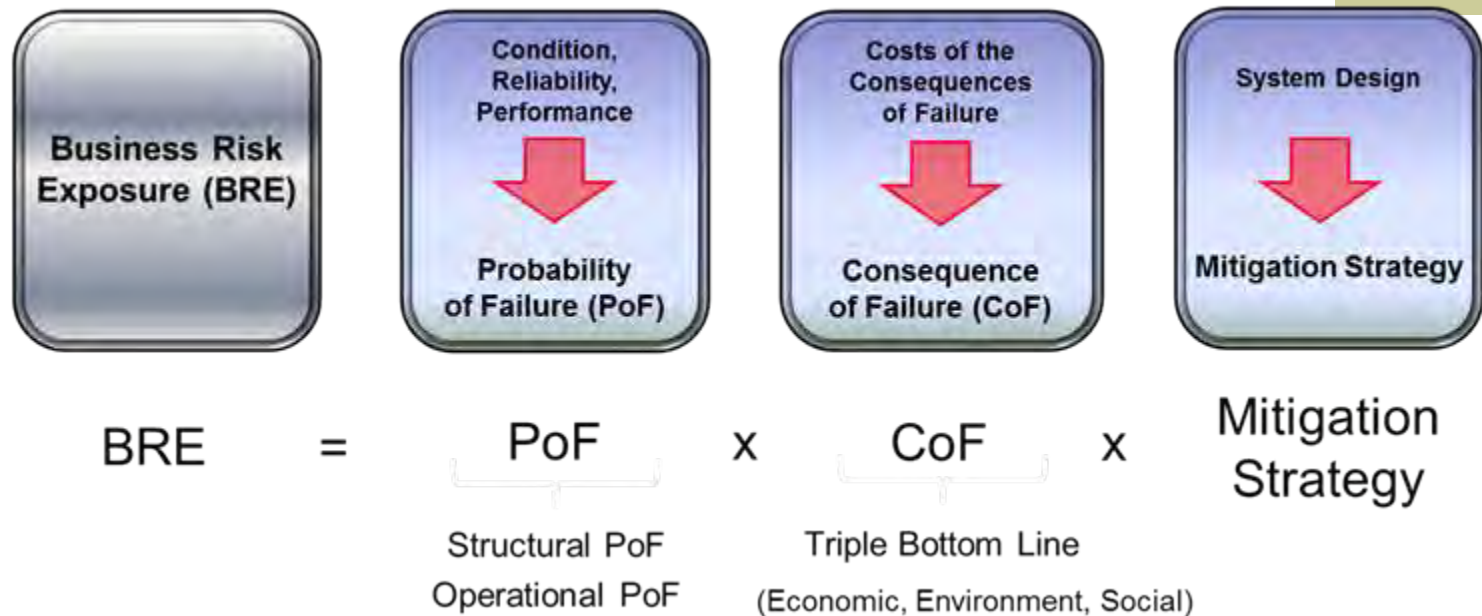 Business Risk
Exposure (BRE)
Condition,
Reliability,
Performance
Probability
of Failure (PoF)
Costs of the
Consequences
of Failure
Consequence
of Failure (CoF)
System Design
Mitigation Strategy
BRE = PoF x CoF x Mitigation
Strategy
Structural PoF
Operational PoF
Triple Bottom Line
(Economic, Environment, Social)